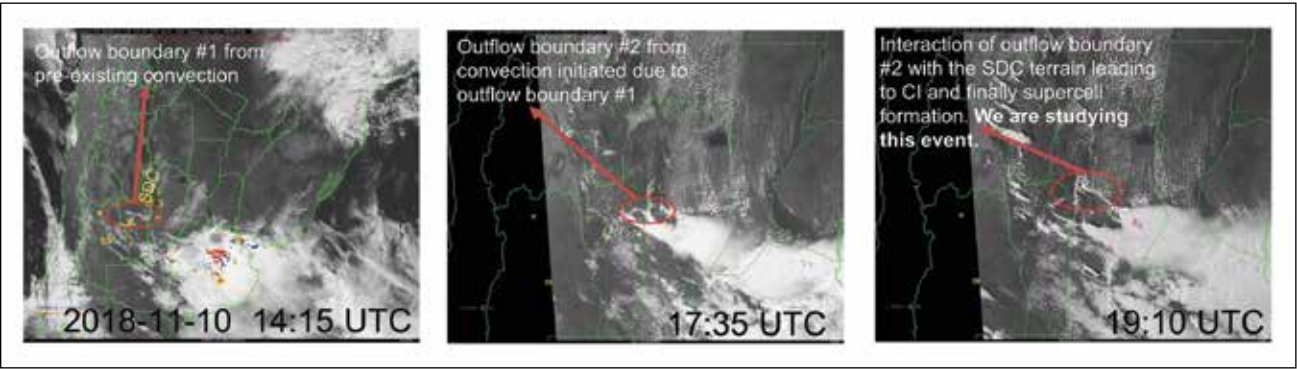 Outflow boundary #1 from
pre-existing convection
SDC
2018-11-10 14:15 UTC
Outflow boundary #2 from
convection initiated due to
outflow boundary #1
17:35 UTC
Interaction of outflow boundary
#2 with the SDC terrain leading
to CI and finally supercell
formation. We are studying
this event.
19:10 UTC